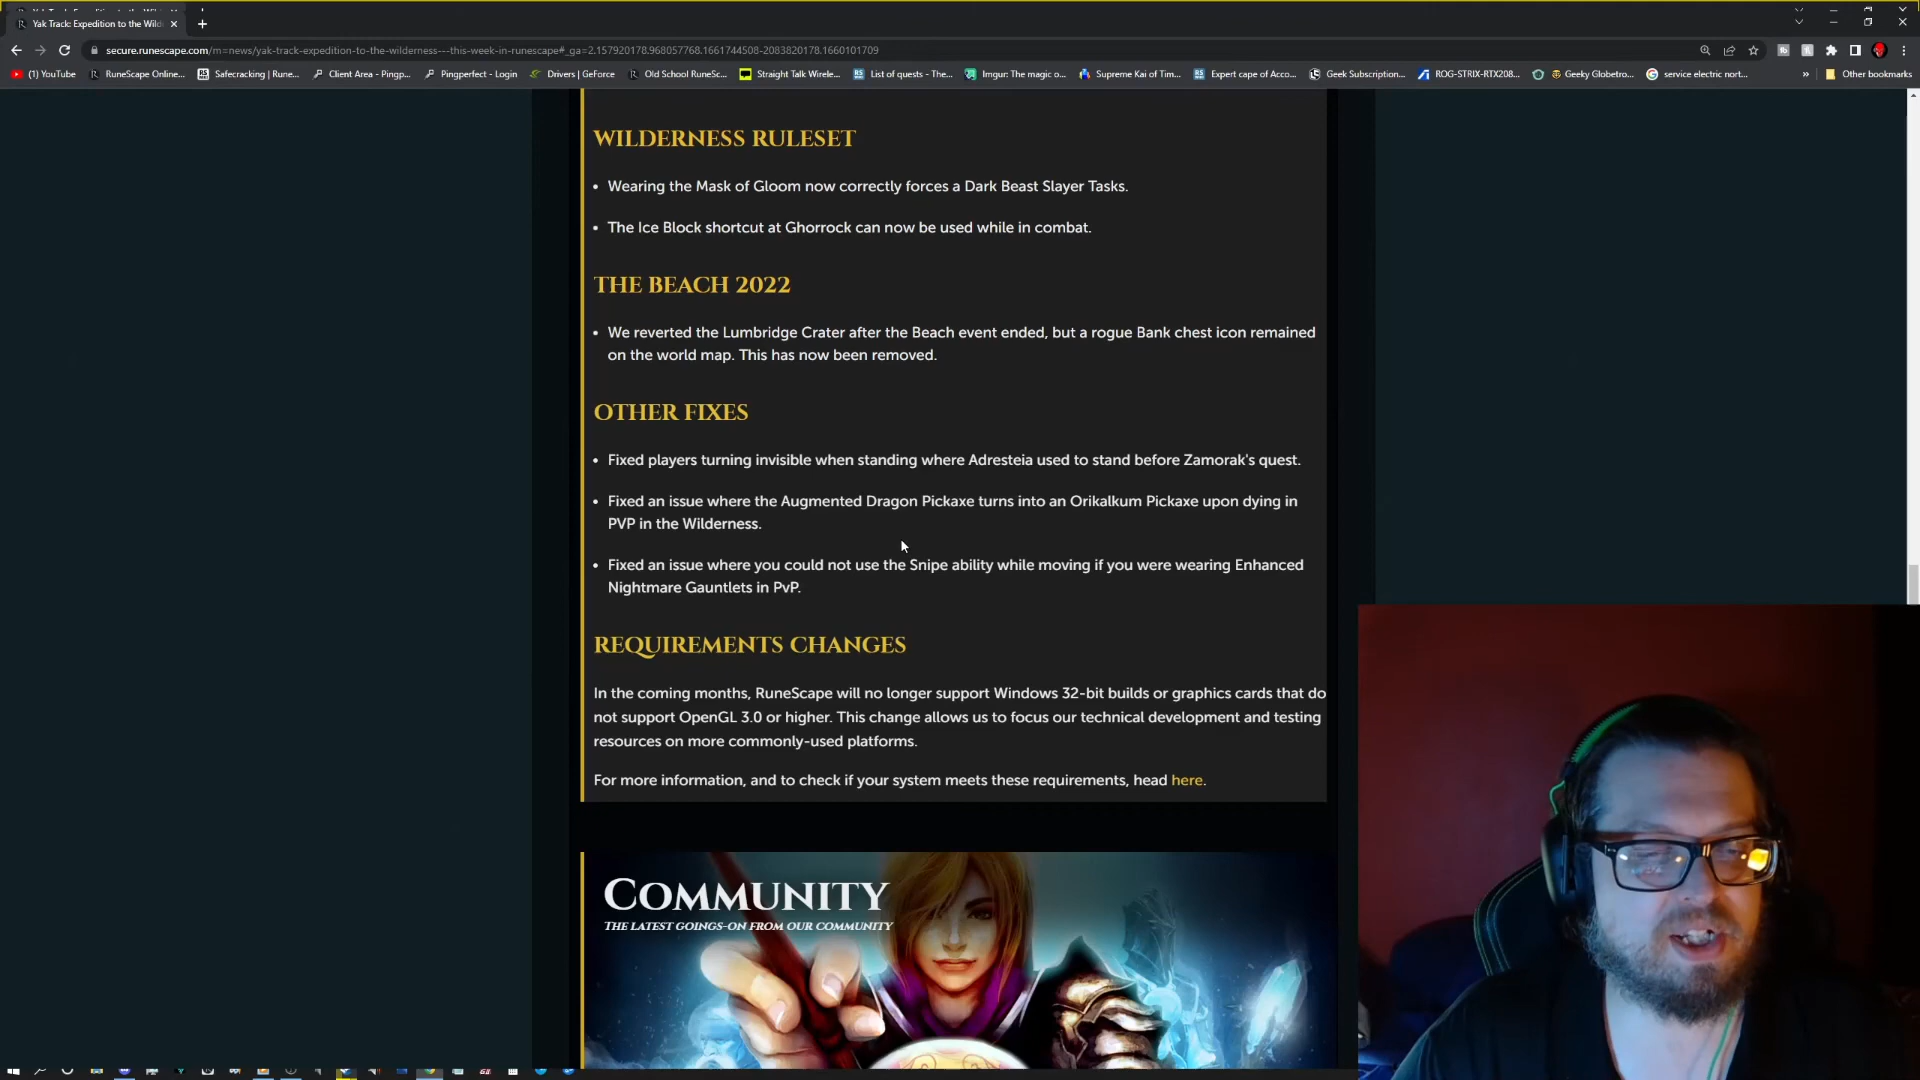 Yak Track: Expedition to the Wild
secure.runescape.com/m=news/yak-track-expedition-to-the-wilderness---this-week-in-runescape#_ga=2.157920178.968057768.1661744508-2083820178.1660101709
(1) YouTube RuneScape Online... Safecracking | Rune... Client Area - Pingp... Pingperfect - Login Drivers | GeForce Old School RuneSc... Straight Talk Wirele... List of quests - The... Imgur: The magic o... Supreme Kai of Tim... Expert cape of Acco... Geek Subscription... ROG-STRIX-RTX208... Geeky Globetro... service electric nort... » Other bookmarks
WILDERNESS RULESET
• Wearing the Mask of Gloom now correctly forces a Dark Beast Slayer Tasks.
• The Ice Block shortcut at Ghorrock can now be used while in combat.
THE BEACH 2022
• We reverted the Lumbridge Crater after the Beach event ended, but a rogue Bank chest icon remained
on the world map. This has now been removed.
OTHER FIXES
• Fixed players turning invisible when standing where Adresteia used to stand before Zamorak's quest.
• Fixed an issue where the Augmented Dragon Pickaxe turns into an Orikalkum Pickaxe upon dying in
PVP in the Wilderness.
• Fixed an issue where you could not use the Snipe ability while moving if you were wearing Enhanced
Nightmare Gauntlets in PvP.
REQUIREMENTS CHANGES
In the coming months, RuneScape will no longer support Windows 32-bit builds or graphics cards that do
not support OpenGL 3.0 or higher. This change allows us to focus our technical development and testing
resources on more commonly-used platforms.
For more information, and to check if your system meets these requirements, head here.
COMMUNITY
THE LATEST GOINGS-ON FROM OUR COMMUNITY